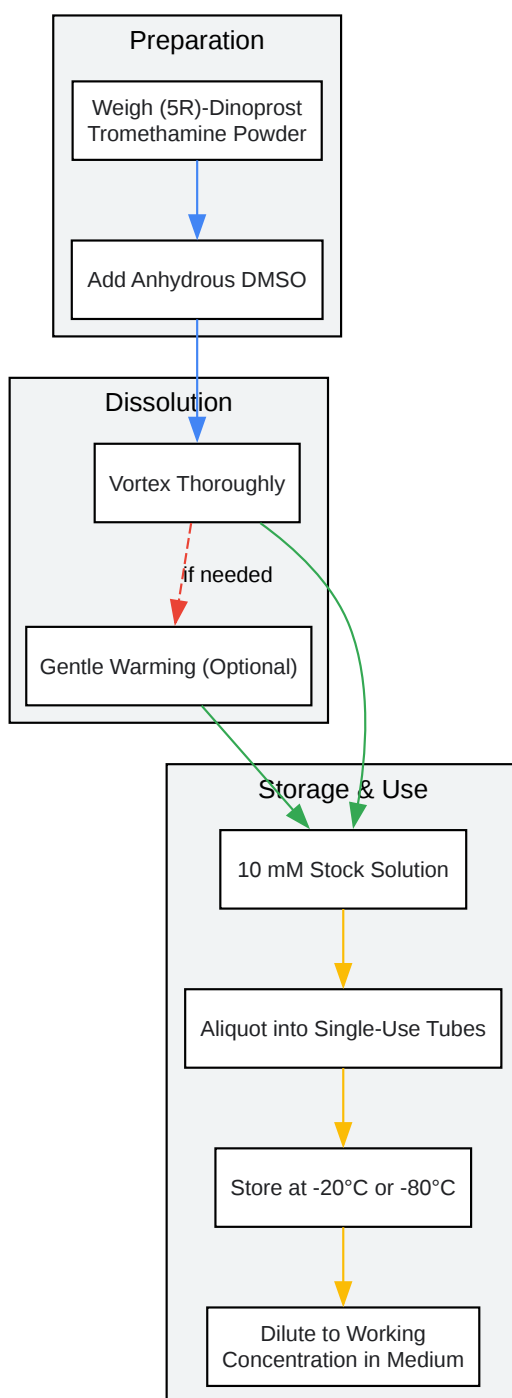 Preparation
Weigh (5R)-Dinoprost
Tromethamine Powder
Add Anhydrous DMSO
Dissolution
Vortex Thoroughly
if needed
Gentle Warming (Optional)
Storage & Use
10 mM Stock Solution
Aliquot into Single-Use Tubes
Store at -20°C or -80°C
Dilute to Working
Concentration in Medium